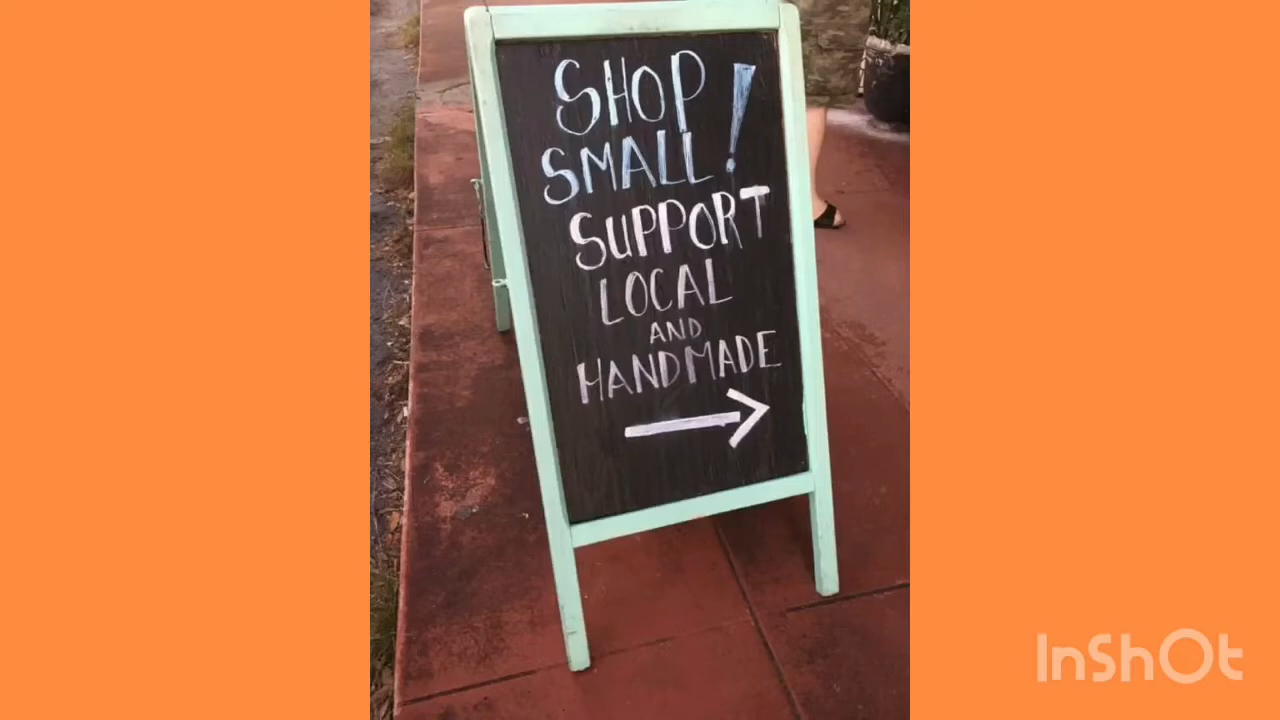 SHOP
SMALL!
SUPPORT
LOCAL
AND
HANDMADE
InShOt